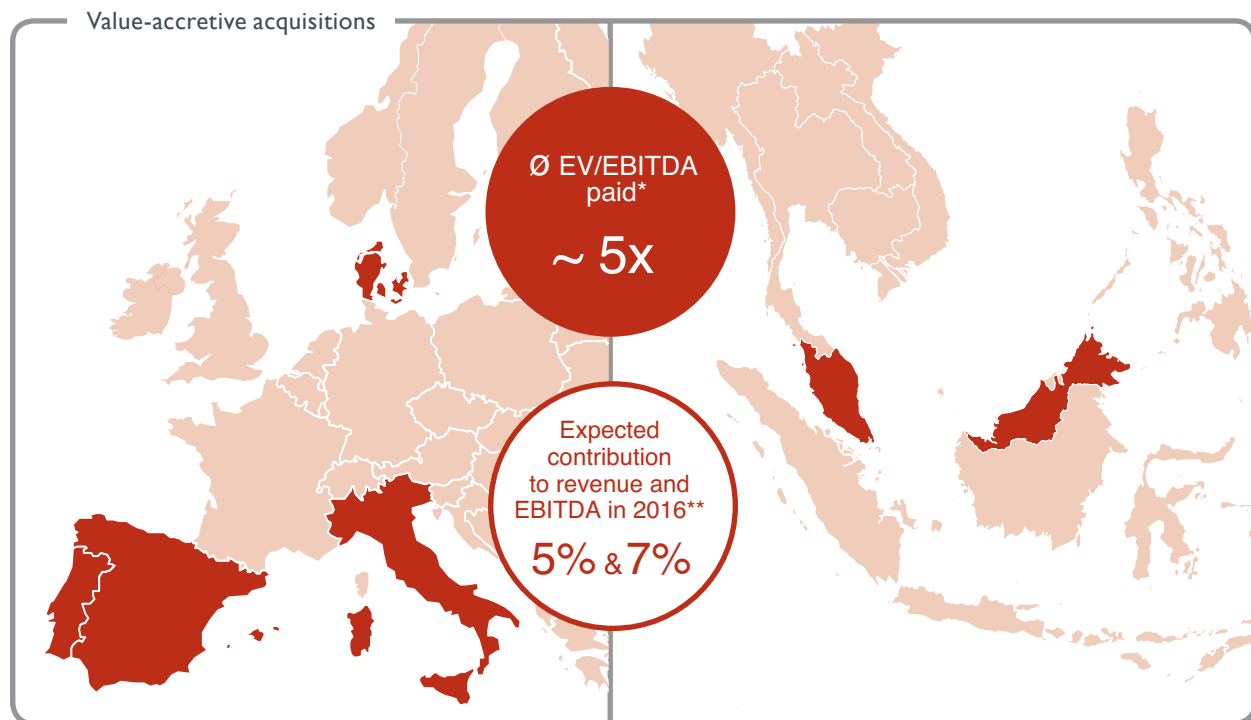 Value-accretive acquisitions
Ø EV/EBITDA
paid*
~ 5x
Expected
contribution
to revenue and
EBITDA in 2016**
5% & 7%